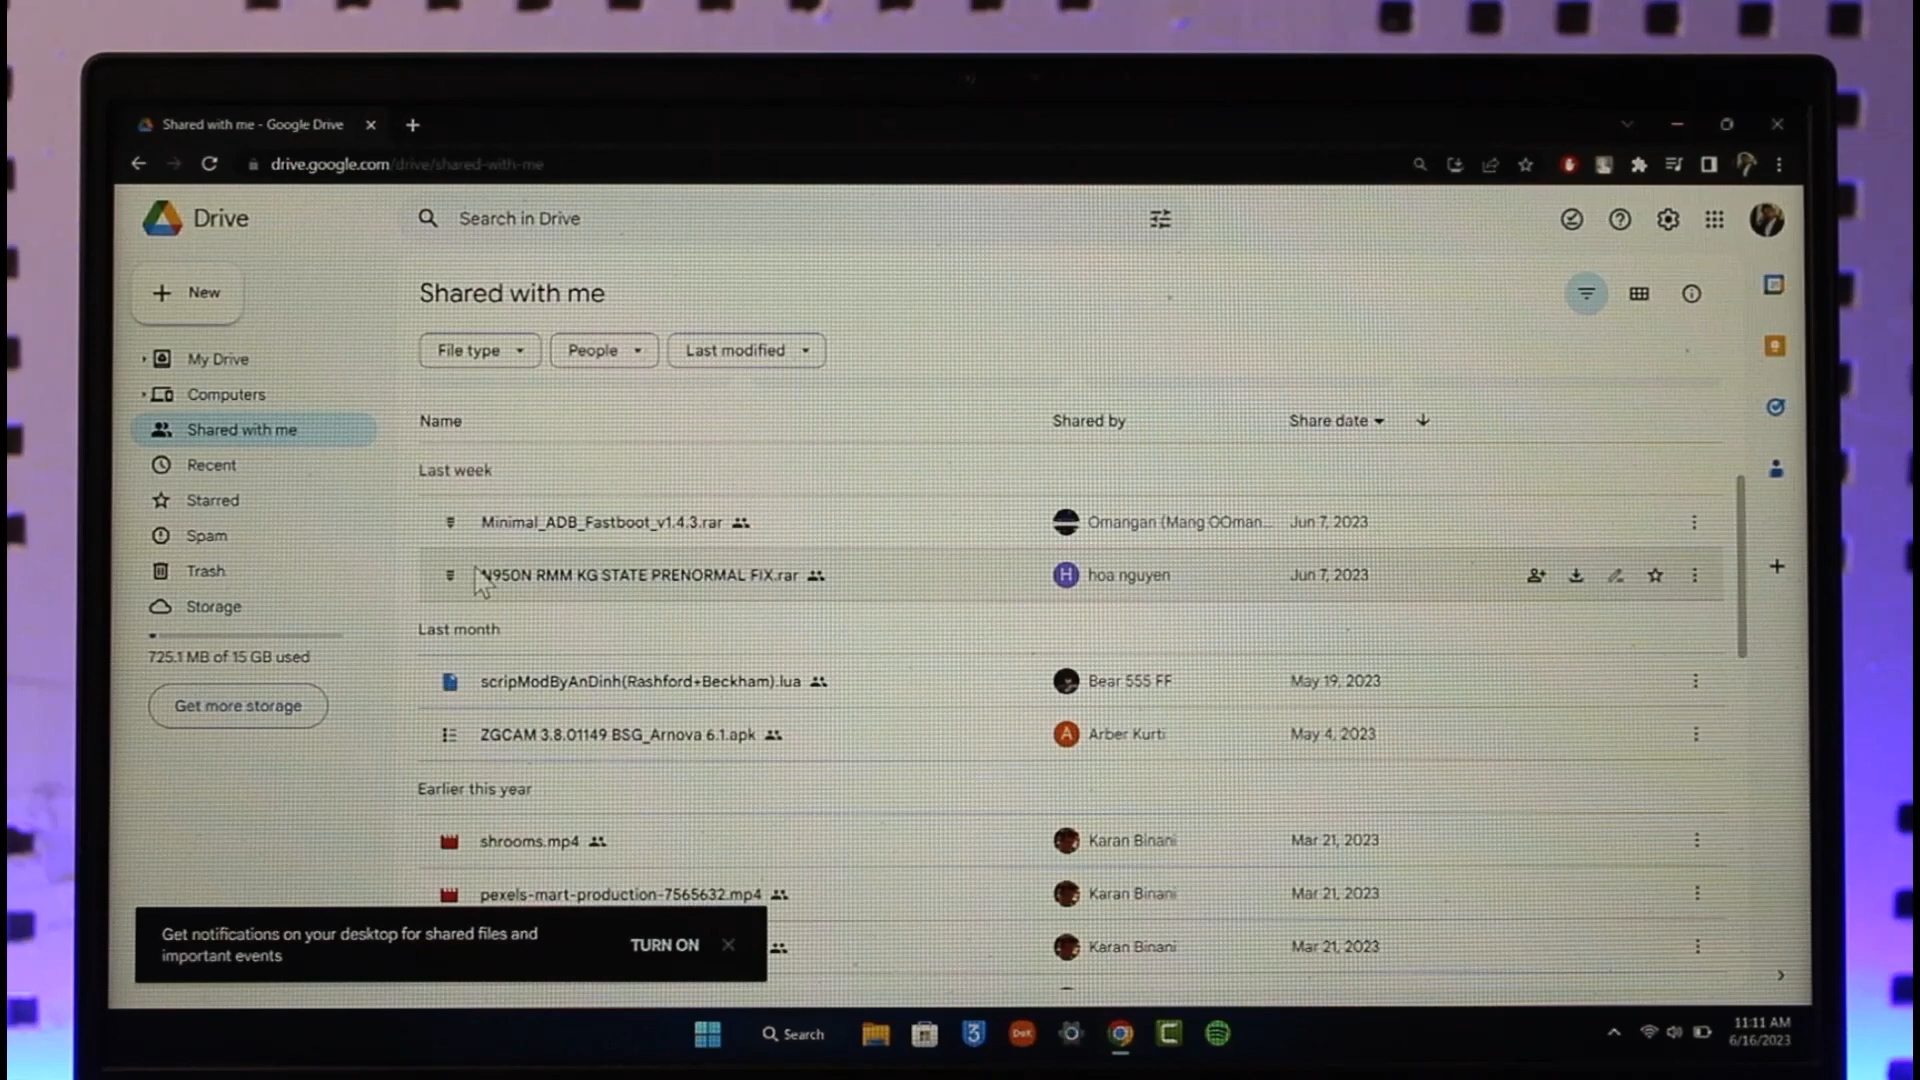 Shared with me - Google Drive
drive.google.com/drive/shared-with-me
Drive
Search in Drive
New
Shared with me
File type
People
Last modified
My Drive
Computers
Shared with me
Recent
Starred
Spam
Trash
Storage
725.1 MB of 15 GB used
Get more storage
Name
Shared by
Share date
Last week
Minimal_ADB_Fastboot_v1.4.3.rar
Omangan (Mang OOman...
Jun 7, 2023
N950N RMM KG STATE PRENORMAL FIX.rar
H
hoa nguyen
Jun 7, 2023
Last month
scripModByAnDinh(Rashford+Beckham).lua
Bear 555 FF
May 19, 2023
ZGCAM 3.8.01149 BSG_Arnova 6.1.apk
A
Arber Kurti
May 4, 2023
Earlier this year
shrooms.mp4
Karan Binani
Mar 21, 2023
pexels-mart-production-7565632.mp4
Karan Binani
Mar 21, 2023
Karan Binani
Mar 21, 2023
Get notifications on your desktop for shared files and
important events
TURN ON
Search
11:11 AM
6/16/2023